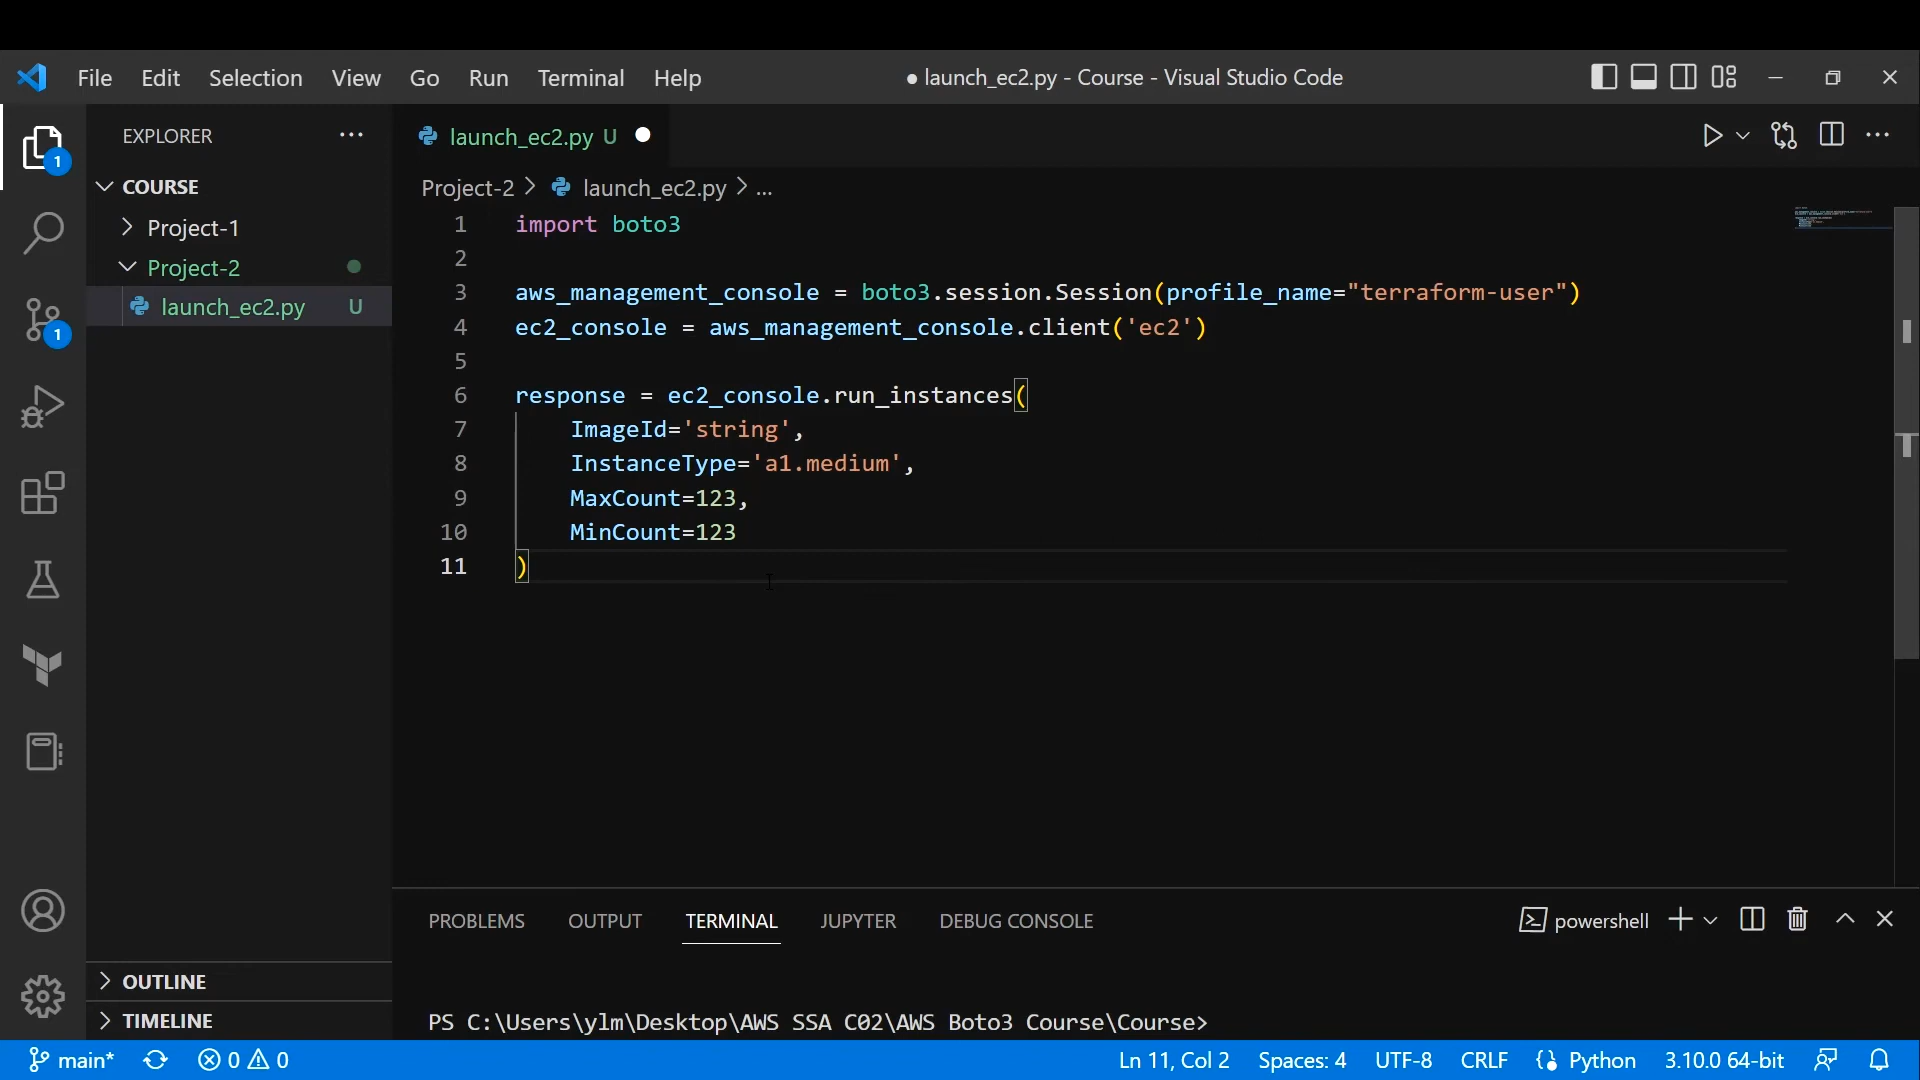 File Edit Selection View Go Run Terminal Help ● launch_ec2.py - Course - Visual Studio Code
EXPLORER ···
launch_ec2.py U ●
1
COURSE
Project-2 > launch_ec2.py > ...
Project-1
Project-2
launch_ec2.py U
1
1 import boto3
2
3 aws_management_console = boto3.session.Session(profile_name="terraform-user")
4 ec2_console = aws_management_console.client('ec2')
5
6 response = ec2_console.run_instances(
7 ImageId='string',
8 InstanceType='a1.medium',
9 MaxCount=123,
10 MinCount=123
11 )
PROBLEMS OUTPUT TERMINAL JUPYTER DEBUG CONSOLE powershell
OUTLINE
TIMELINE
PS C:\Users\ylm\Desktop\AWS SSA C02\AWS Boto3 Course\Course>
main* 0 0 Ln 11, Col 2 Spaces: 4 UTF-8 CRLF Python 3.10.0 64-bit